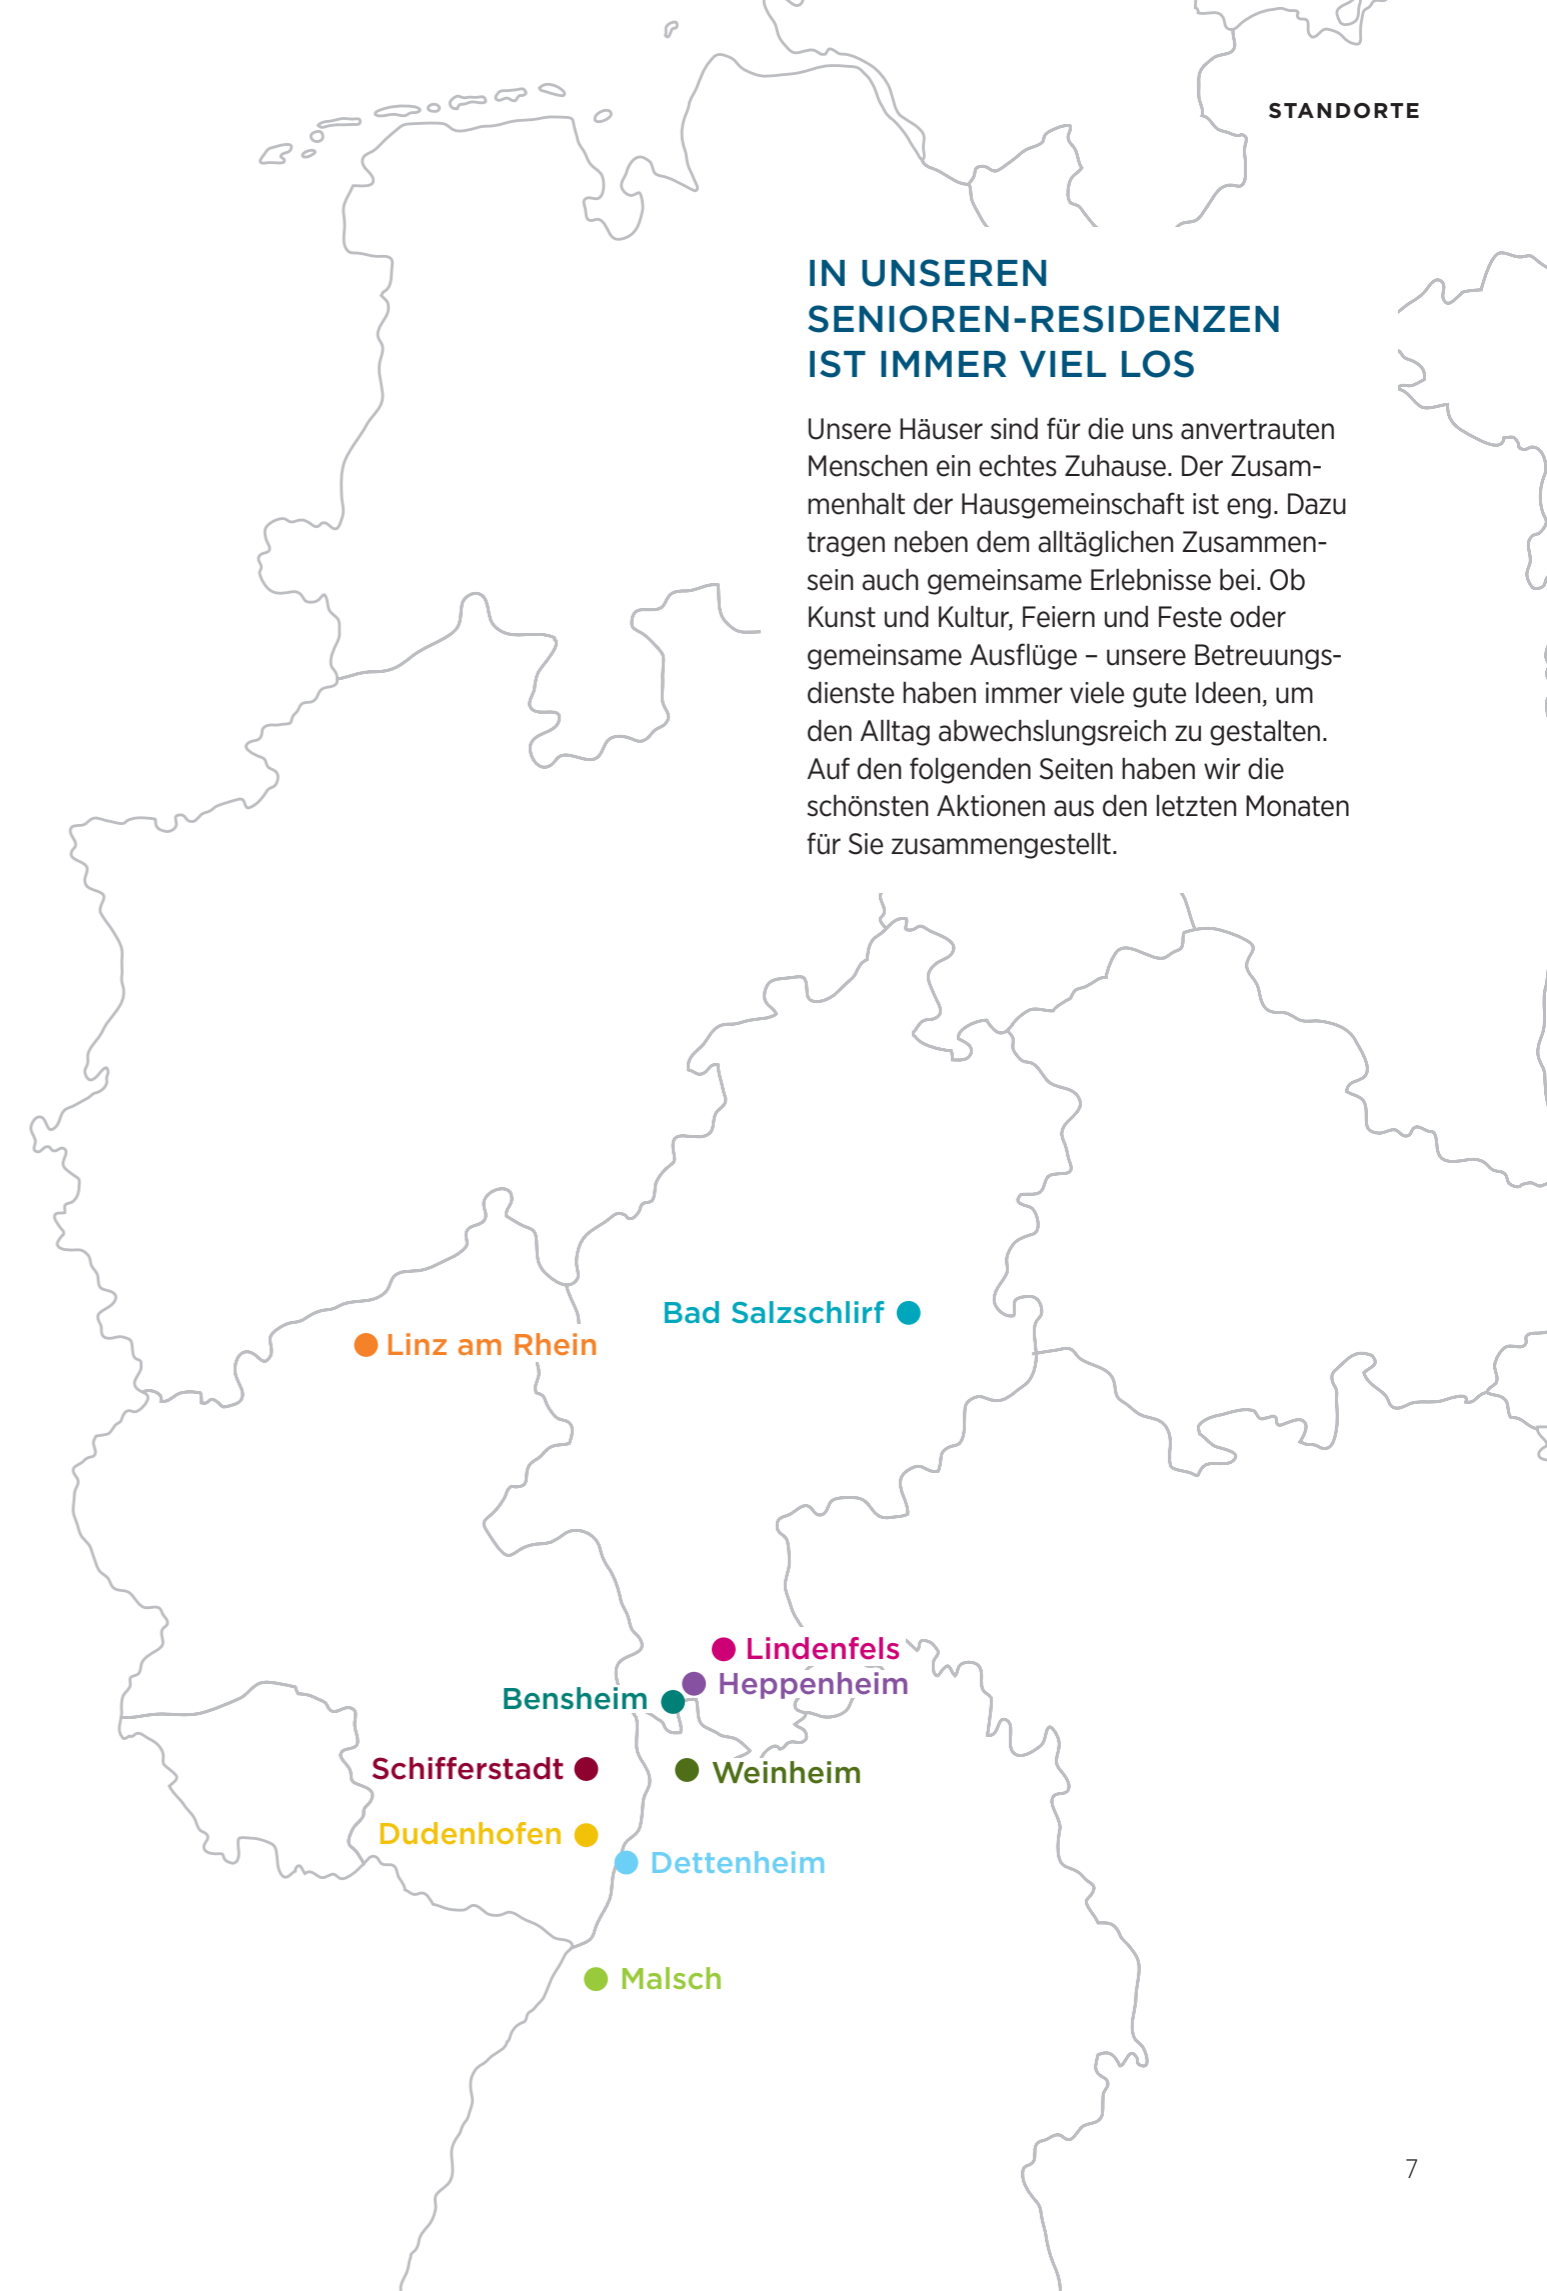 STANDORTE
IN UNSEREN
SENIOREN-RESIDENZEN
IST IMMER VIEL LOS
Unsere Häuser sind für die uns anvertrauten
Menschen ein echtes Zuhause. Der Zusam-
menhalt der Hausgemeinschaft ist eng. Dazu
tragen neben dem alltäglichen Zusammen-
sein auch gemeinsame Erlebnisse bei. Ob
Kunst und Kultur, Feiern und Feste oder
gemeinsame Ausflüge – unsere Betreuungs-
dienste haben immer viele gute Ideen, um
den Alltag abwechslungsreich zu gestalten.
Auf den folgenden Seiten haben wir die
schönsten Aktionen aus den letzten Monaten
für Sie zusammengestellt.
Bad Salzschlirf
Linz am Rhein
Lindenfels
Heppenheim
Bensheim
Schifferstadt
Weinheim
Dudenhofen
Dettenheim
Malsch
7